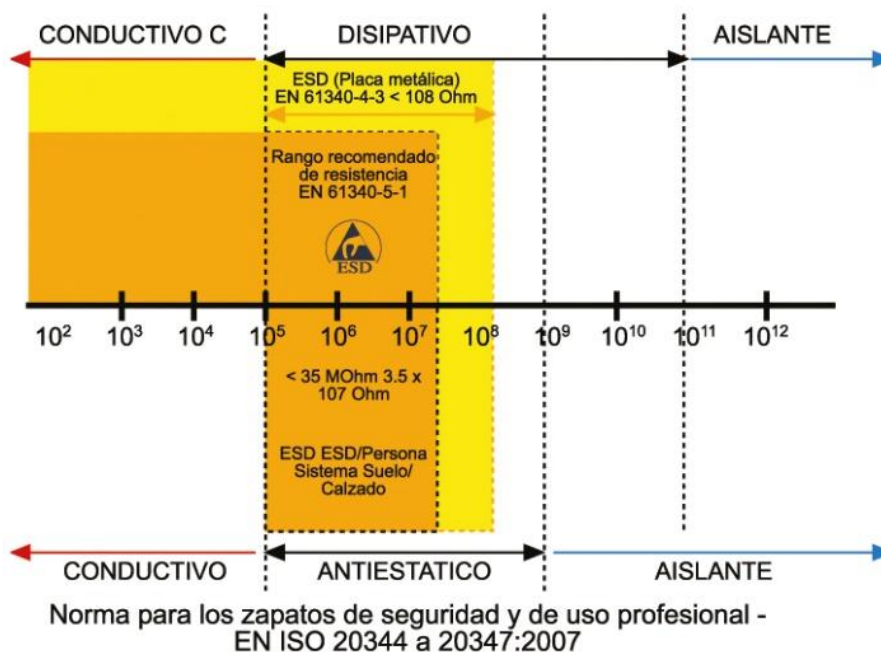 CONDUCTIVO C
DISIPATIVO
AISLANTE
ESD (Placa metálica)
EN 61340-4-3 < 108 Ohm
Rango recomendado
de resistencia
EN 61340-5-1
ESD
10² 10³ 10⁴ 10⁵ 10⁶ 10⁷ 10⁸ 10⁹ 10¹⁰ 10¹¹ 10¹²
< 35 MOhm 3.5 x
107 Ohm
ESD ESD/Persona
Sistema Suelo/
Calzado
CONDUCTIVO
ANTIESTATICO
AISLANTE
Norma para los zapatos de seguridad y de uso profesional -
EN ISO 20344 a 20347:2007